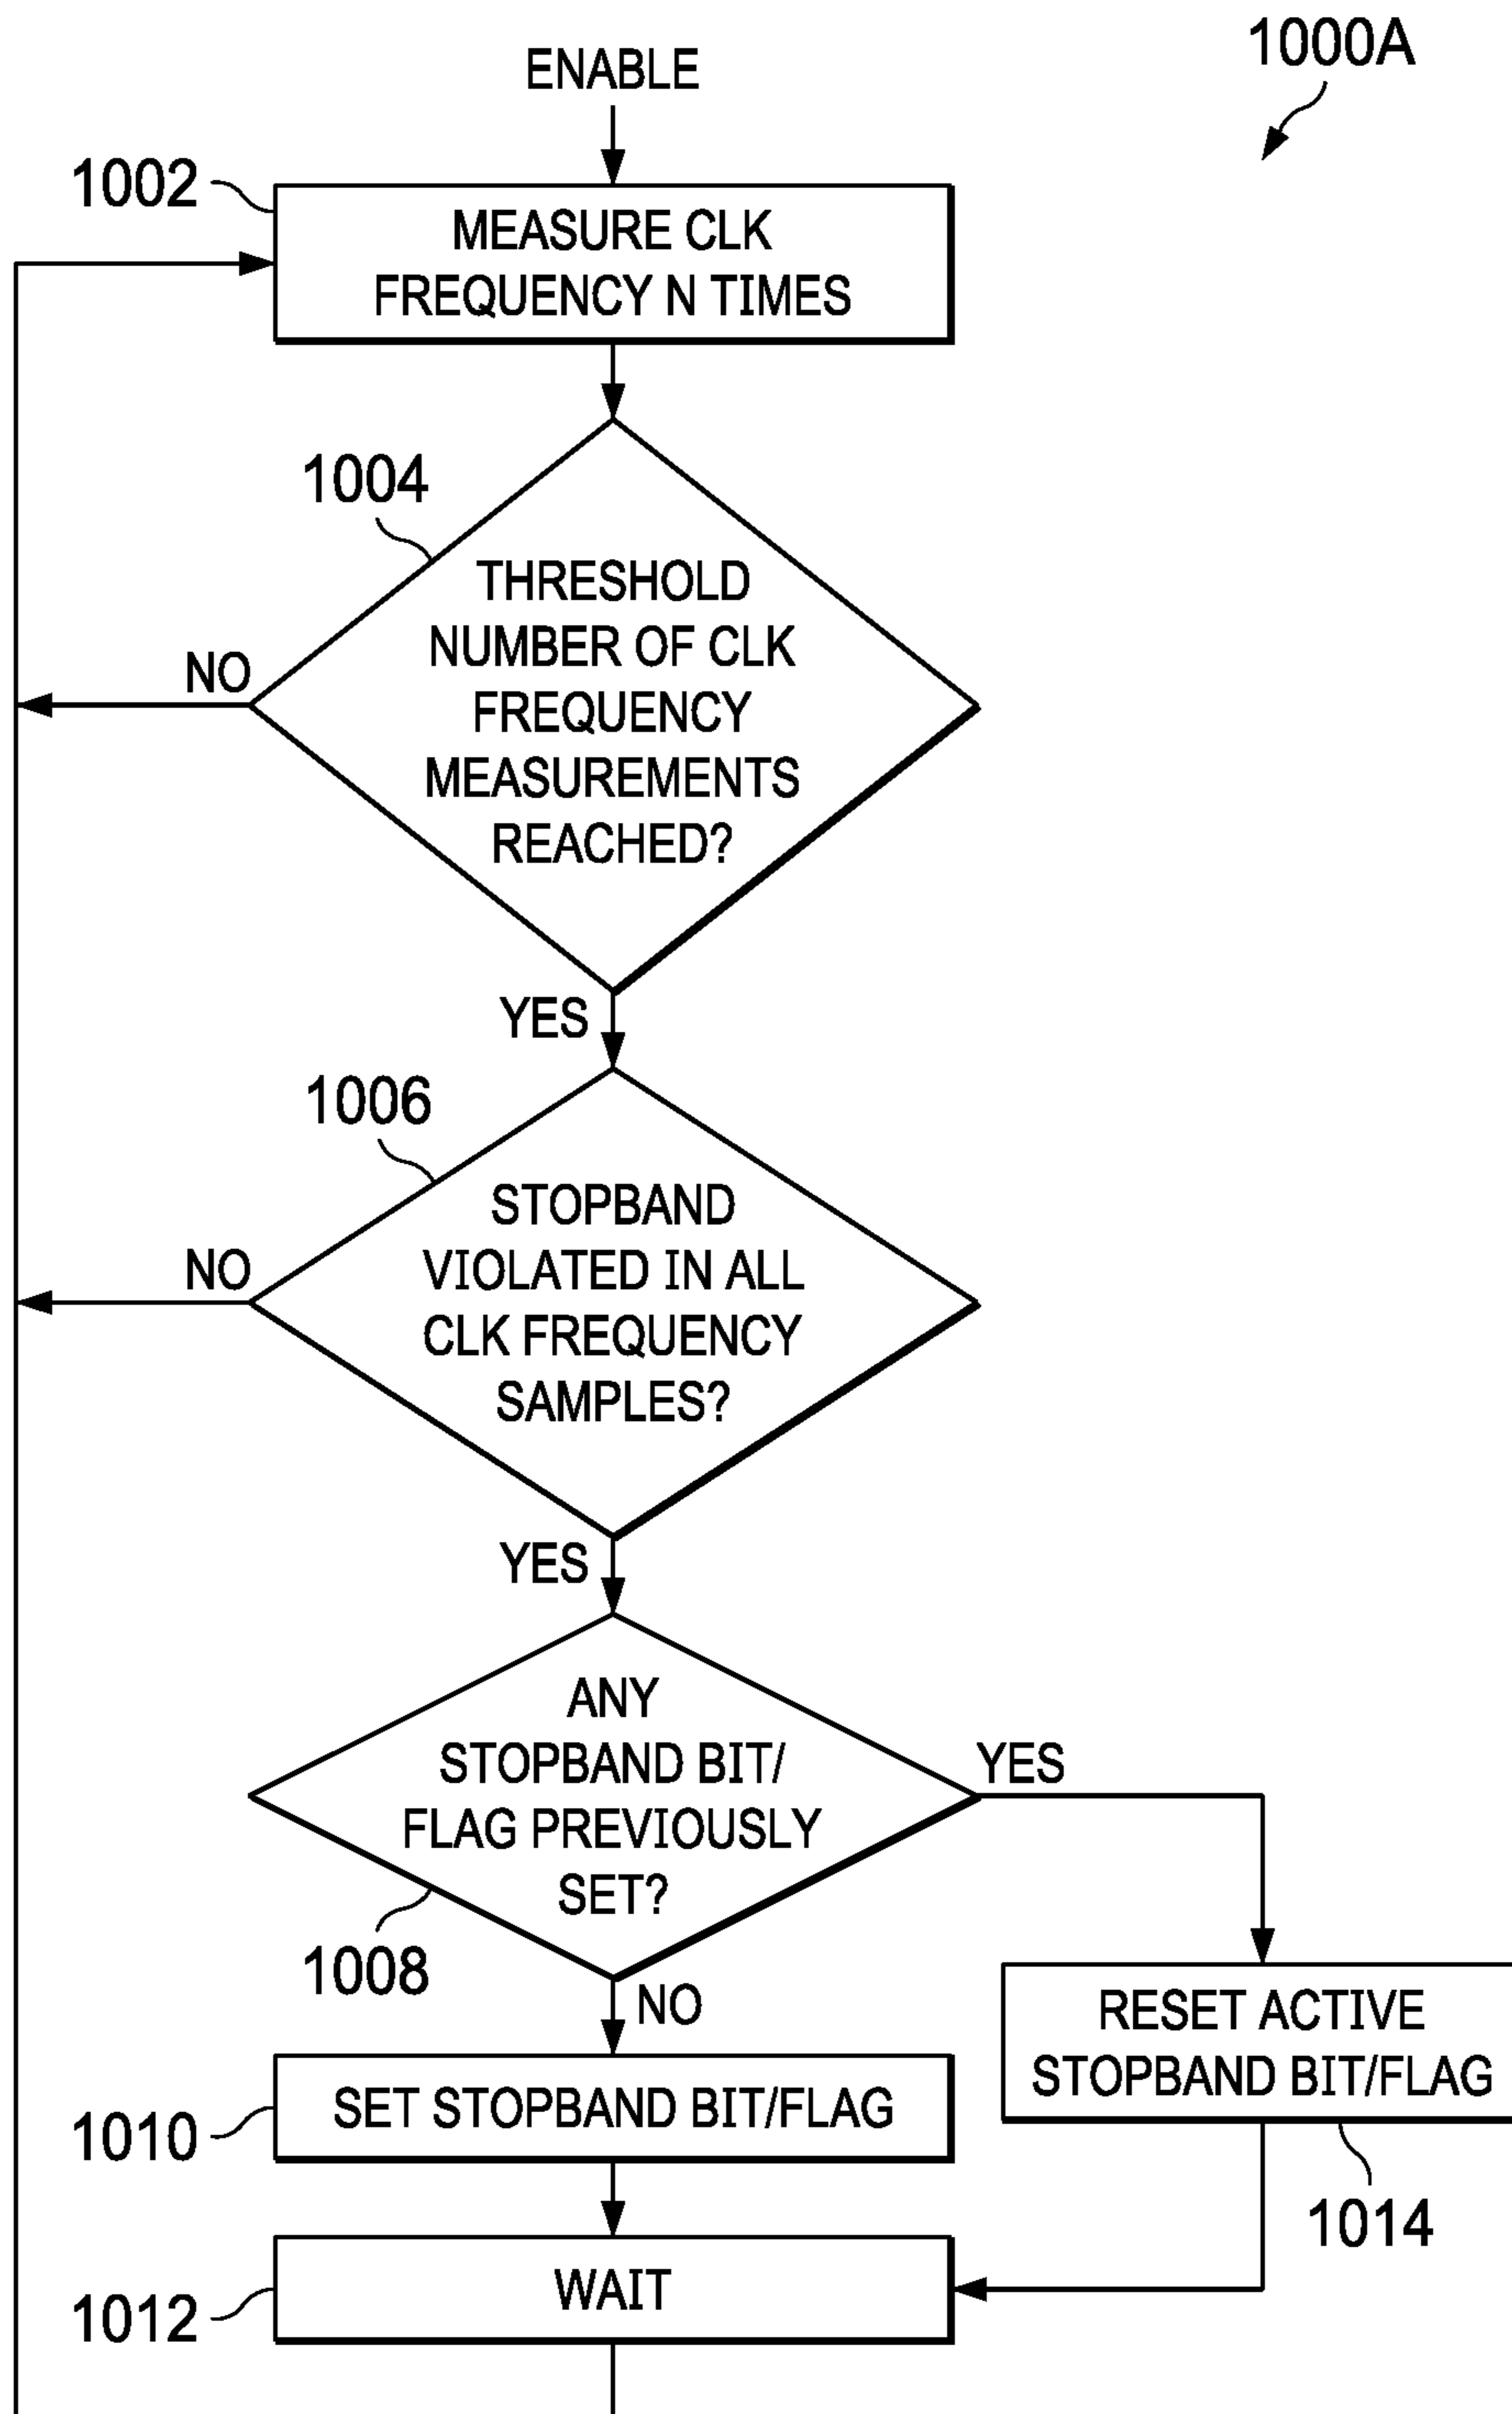 1000A
ENABLE
1002
MEASURE CLK
FREQUENCY N TIMES
1004
THRESHOLD
NUMBER OF CLK
FREQUENCY
MEASUREMENTS
REACHED?
NO
YES
1006
STOPBAND
VIOLATED IN ALL
CLK FREQUENCY
SAMPLES?
NO
YES
ANY
STOPBAND BIT/
FLAG PREVIOUSLY
SET?
YES
1008
NO
RESET ACTIVE
STOPBAND BIT/FLAG
1014
SET STOPBAND BIT/FLAG
1010
WAIT
1012